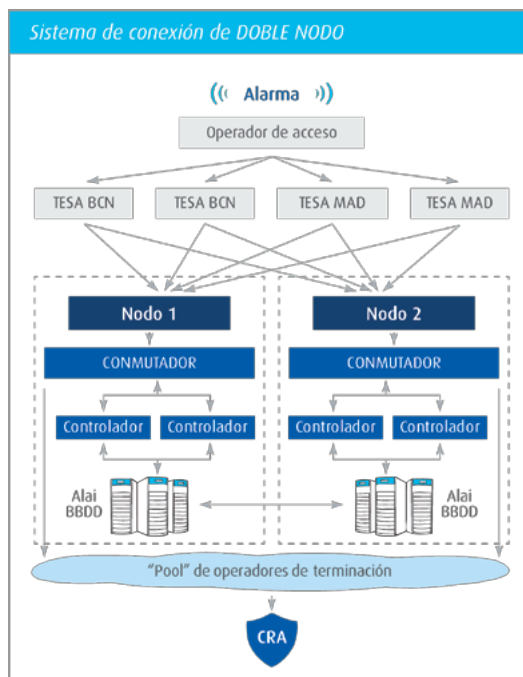 Sistema de conexión de DOBLE NODO
Alarma
Operador de acceso
TESA BCN
TESA BCN
TESA MAD
TESA MAD
Nodo 1
Nodo 2
CONMUTADOR
CONMUTADOR
Controlador
Controlador
Controlador
Controlador
Alai
BBDD
Alai
BBDD
"Pool" de operadores de terminación
CRA